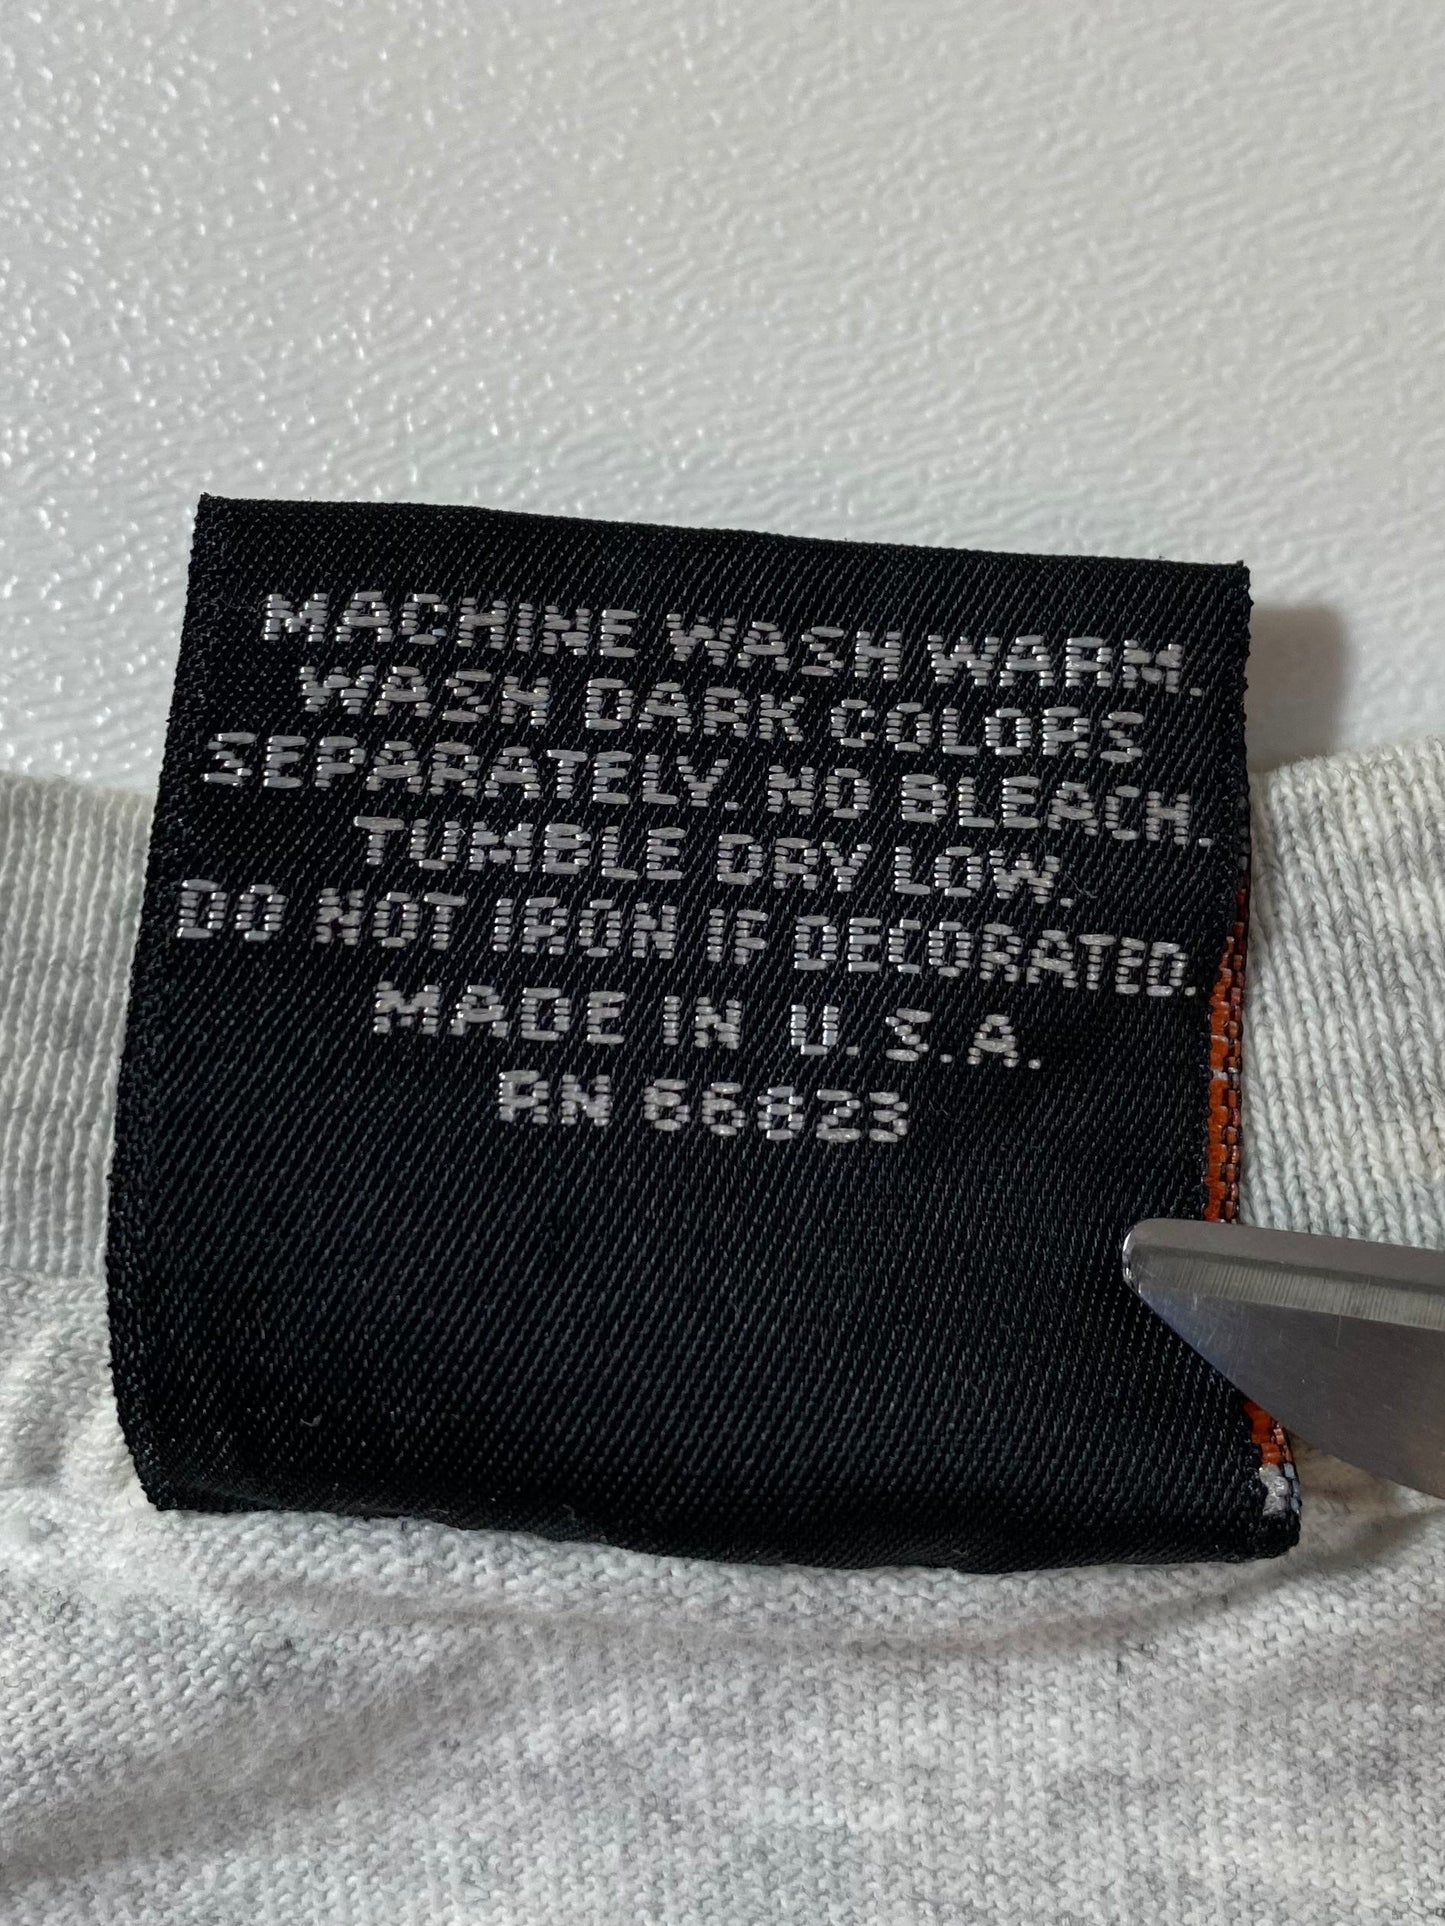 MACHINE WASH WARM.
WASH DARK COLORS
SEPARATELY. NO BLEACH.
TUMBLE DRY LOW.
DO NOT IRON IF DECORATED.
MADE IN U.S.A.
RN 66023